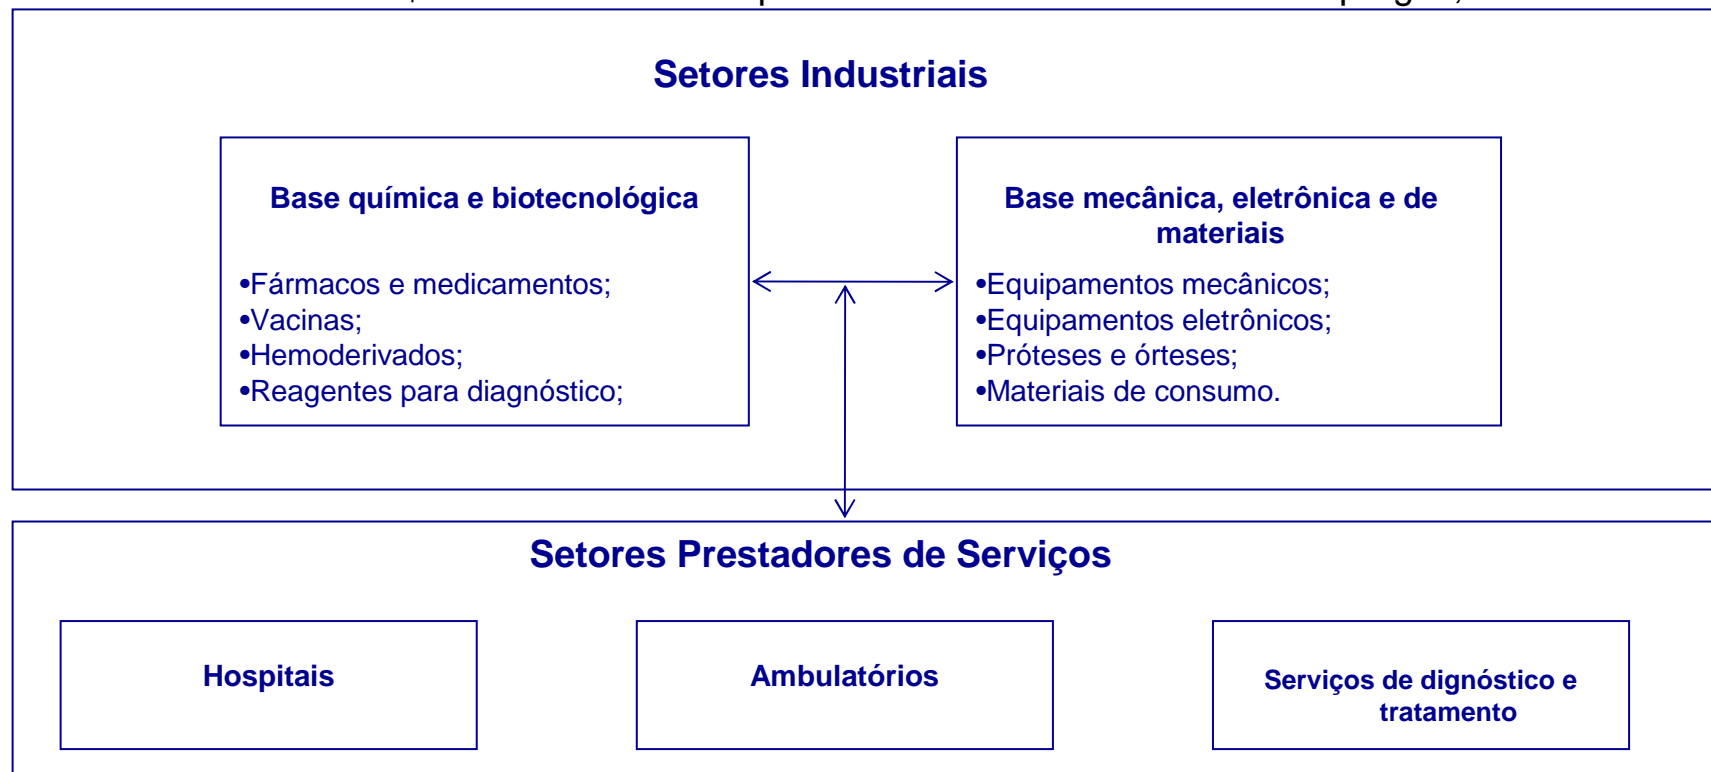 Setores Industriais
Base química e biotecnológica
•Fármacos e medicamentos;
•Vacinas;
•Hemoderivados;
•Reagentes para diagnóstico;
Base mecânica, eletrônica e de
materiais
•Equipamentos mecânicos;
•Equipamentos eletrônicos;
•Próteses e órteses;
•Materiais de consumo.
Setores Prestadores de Serviços
Hospitais
Ambulatórios
Serviços de dignóstico e
tratamento